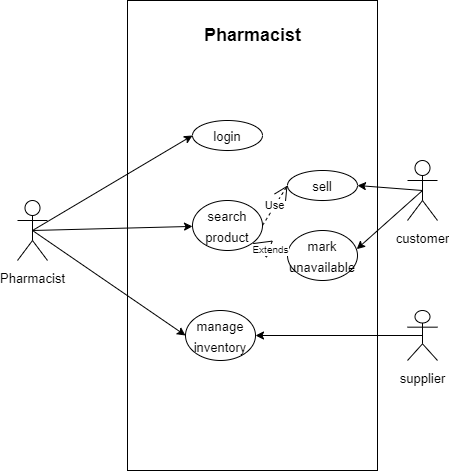 Pharmacist
login
sell
Use
search
product
customer
Extends
mark
unavailable
Pharmacist
manage
inventory
supplier